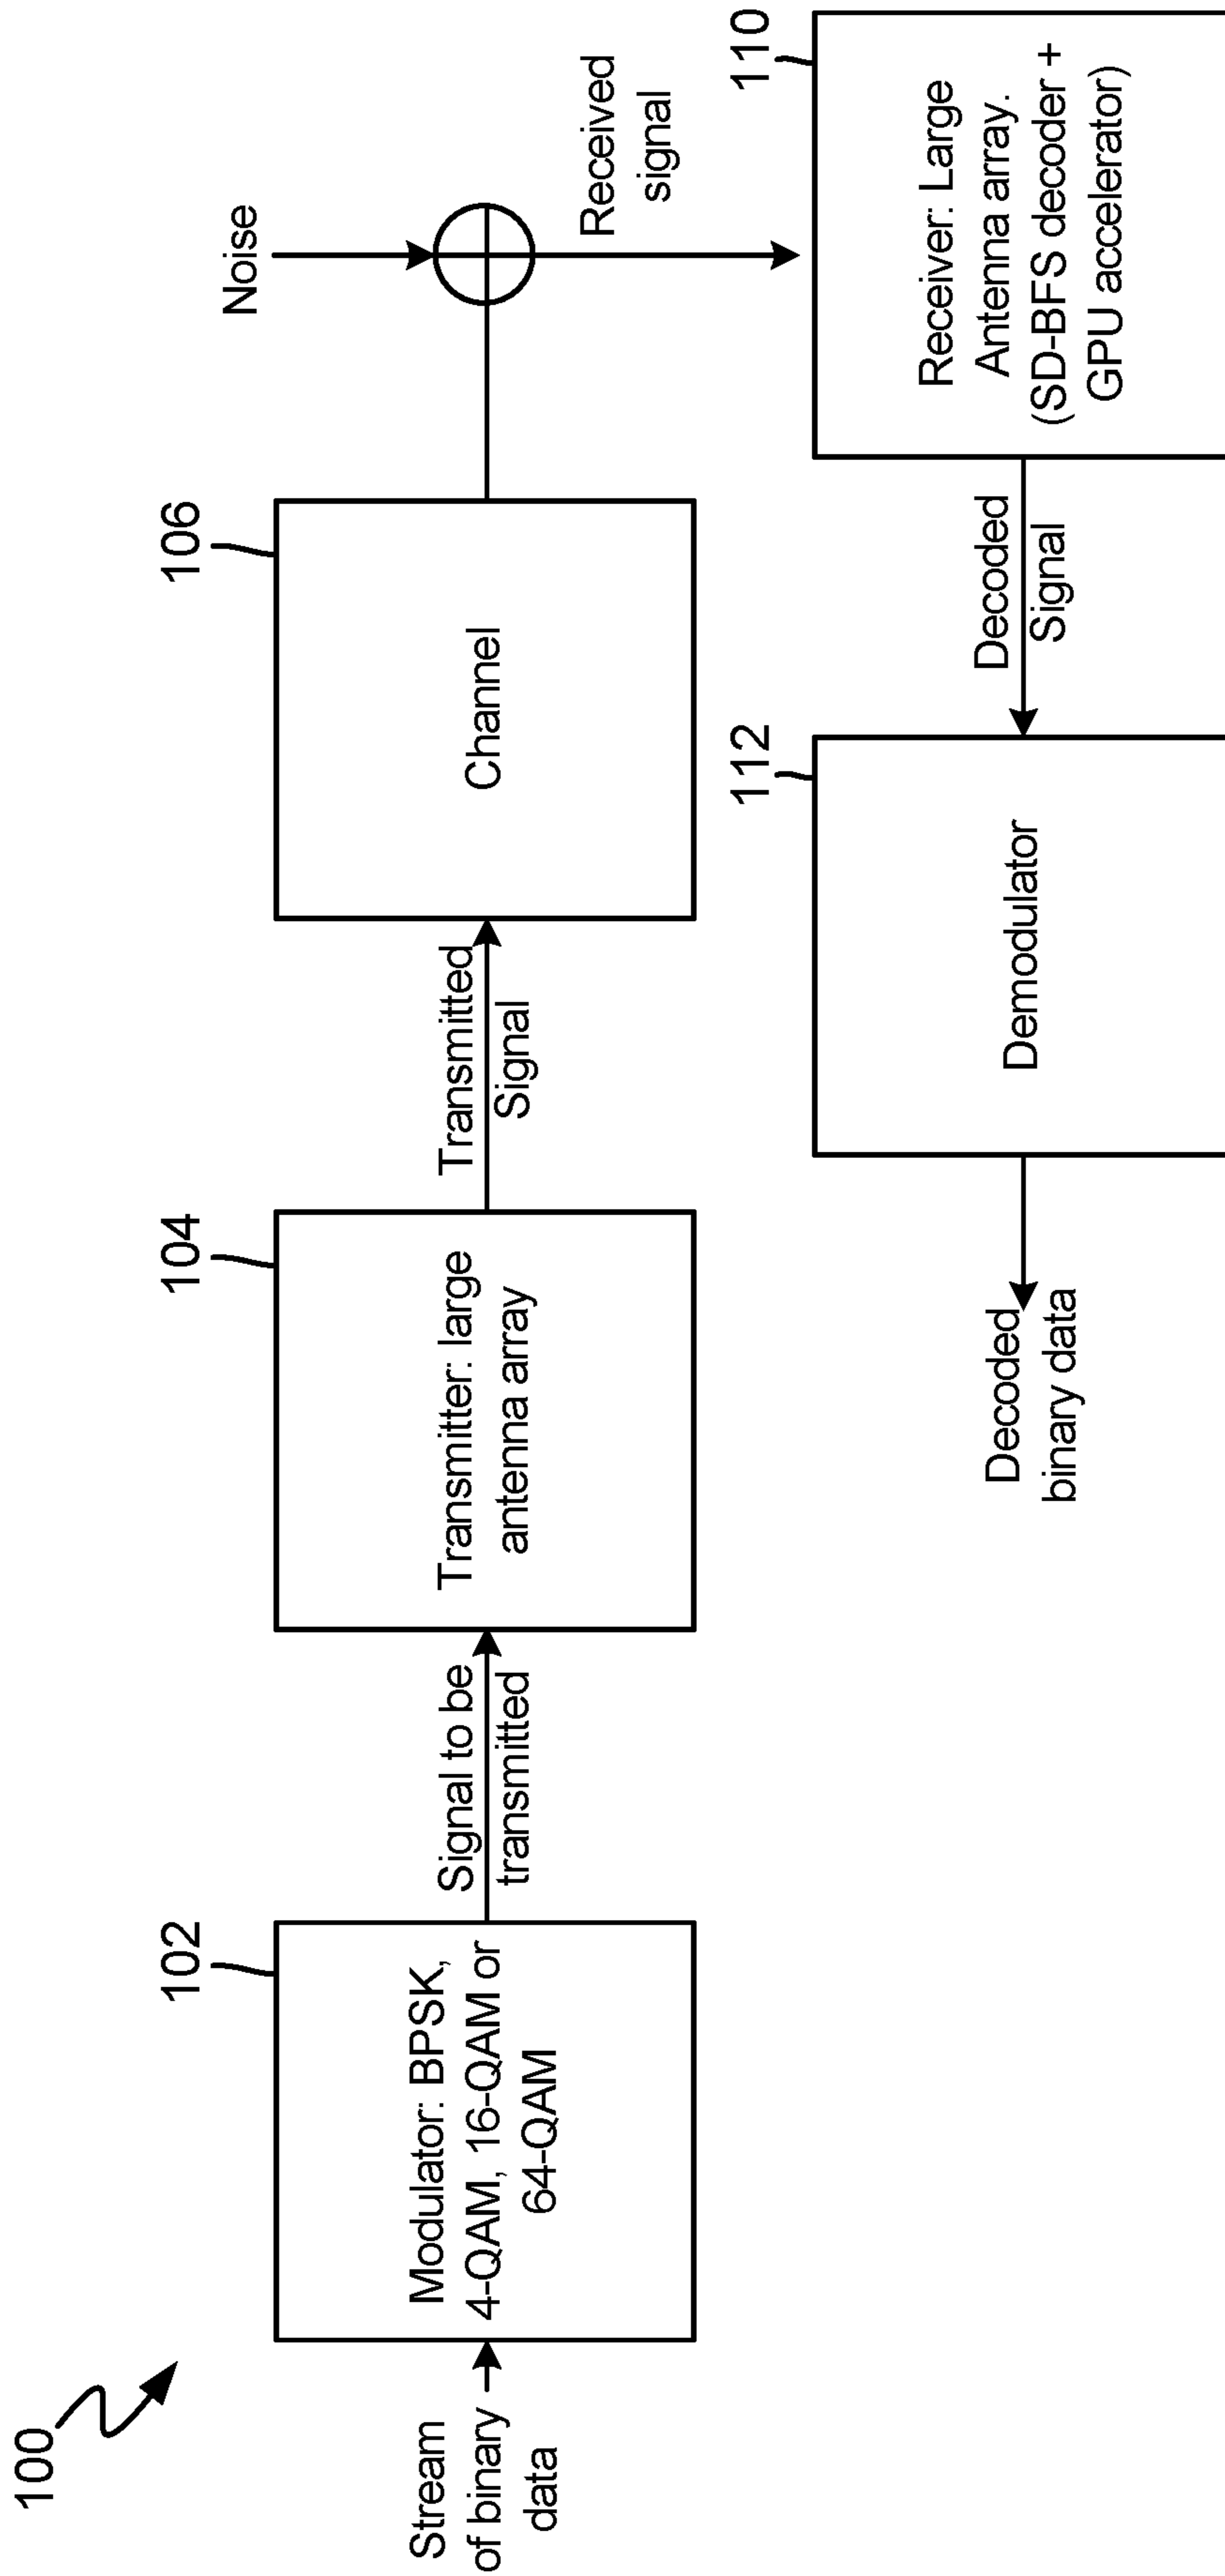 100
Stream
of binary
data
102
Modulator: BPSK,
4-QAM, 16-QAM or
64-QAM
Signal to be
transmitted
104
Transmitter: large
antenna array
Transmitted
Signal
106
Channel
Noise
Received
signal
110
Receiver: Large
Antenna array.
(SD-BFS decoder +
GPU accelerator)
Decoded
Signal
112
Demodulator
Decoded
binary data